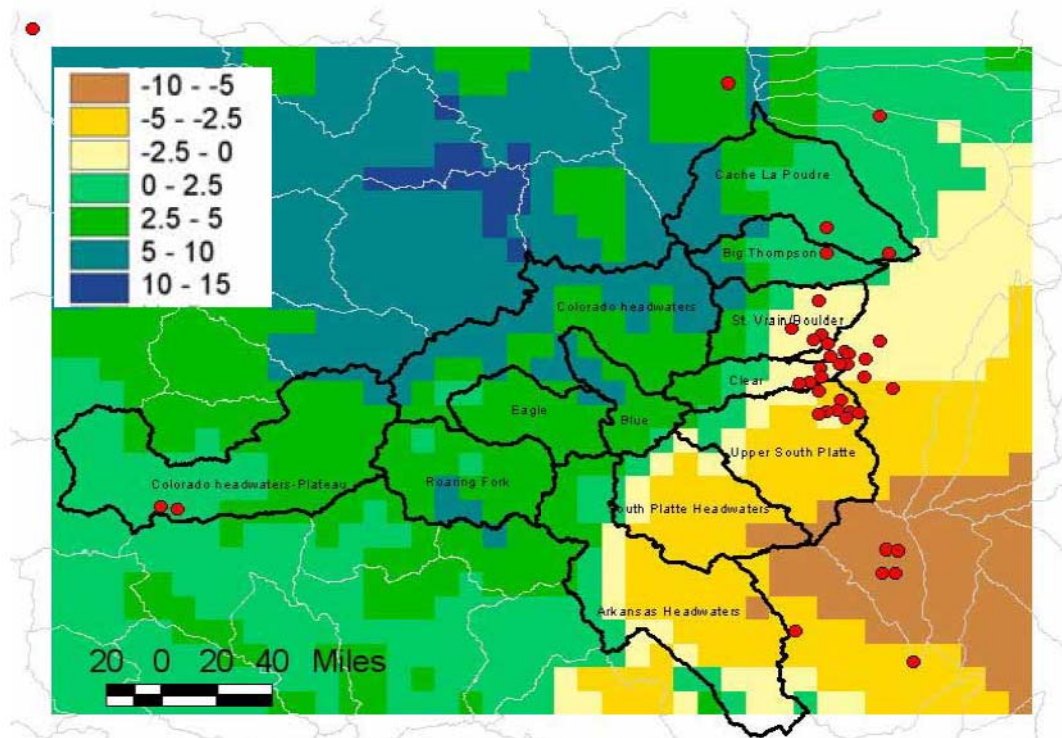 -10 - -5
-5 - -2.5
-2.5 - 0
0 - 2.5
2.5 - 5
5 - 10
10 - 15
Cache La Poudre
Big Thompson
Colorado headwaters
St. Vrain/Boulder
Clear
Eagle
Blue
Upper South Platte
Colorado headwaters-Plateau
Roaring Fork
South Platte Headwaters
Arkansas Headwaters
20 0 20 40 Miles